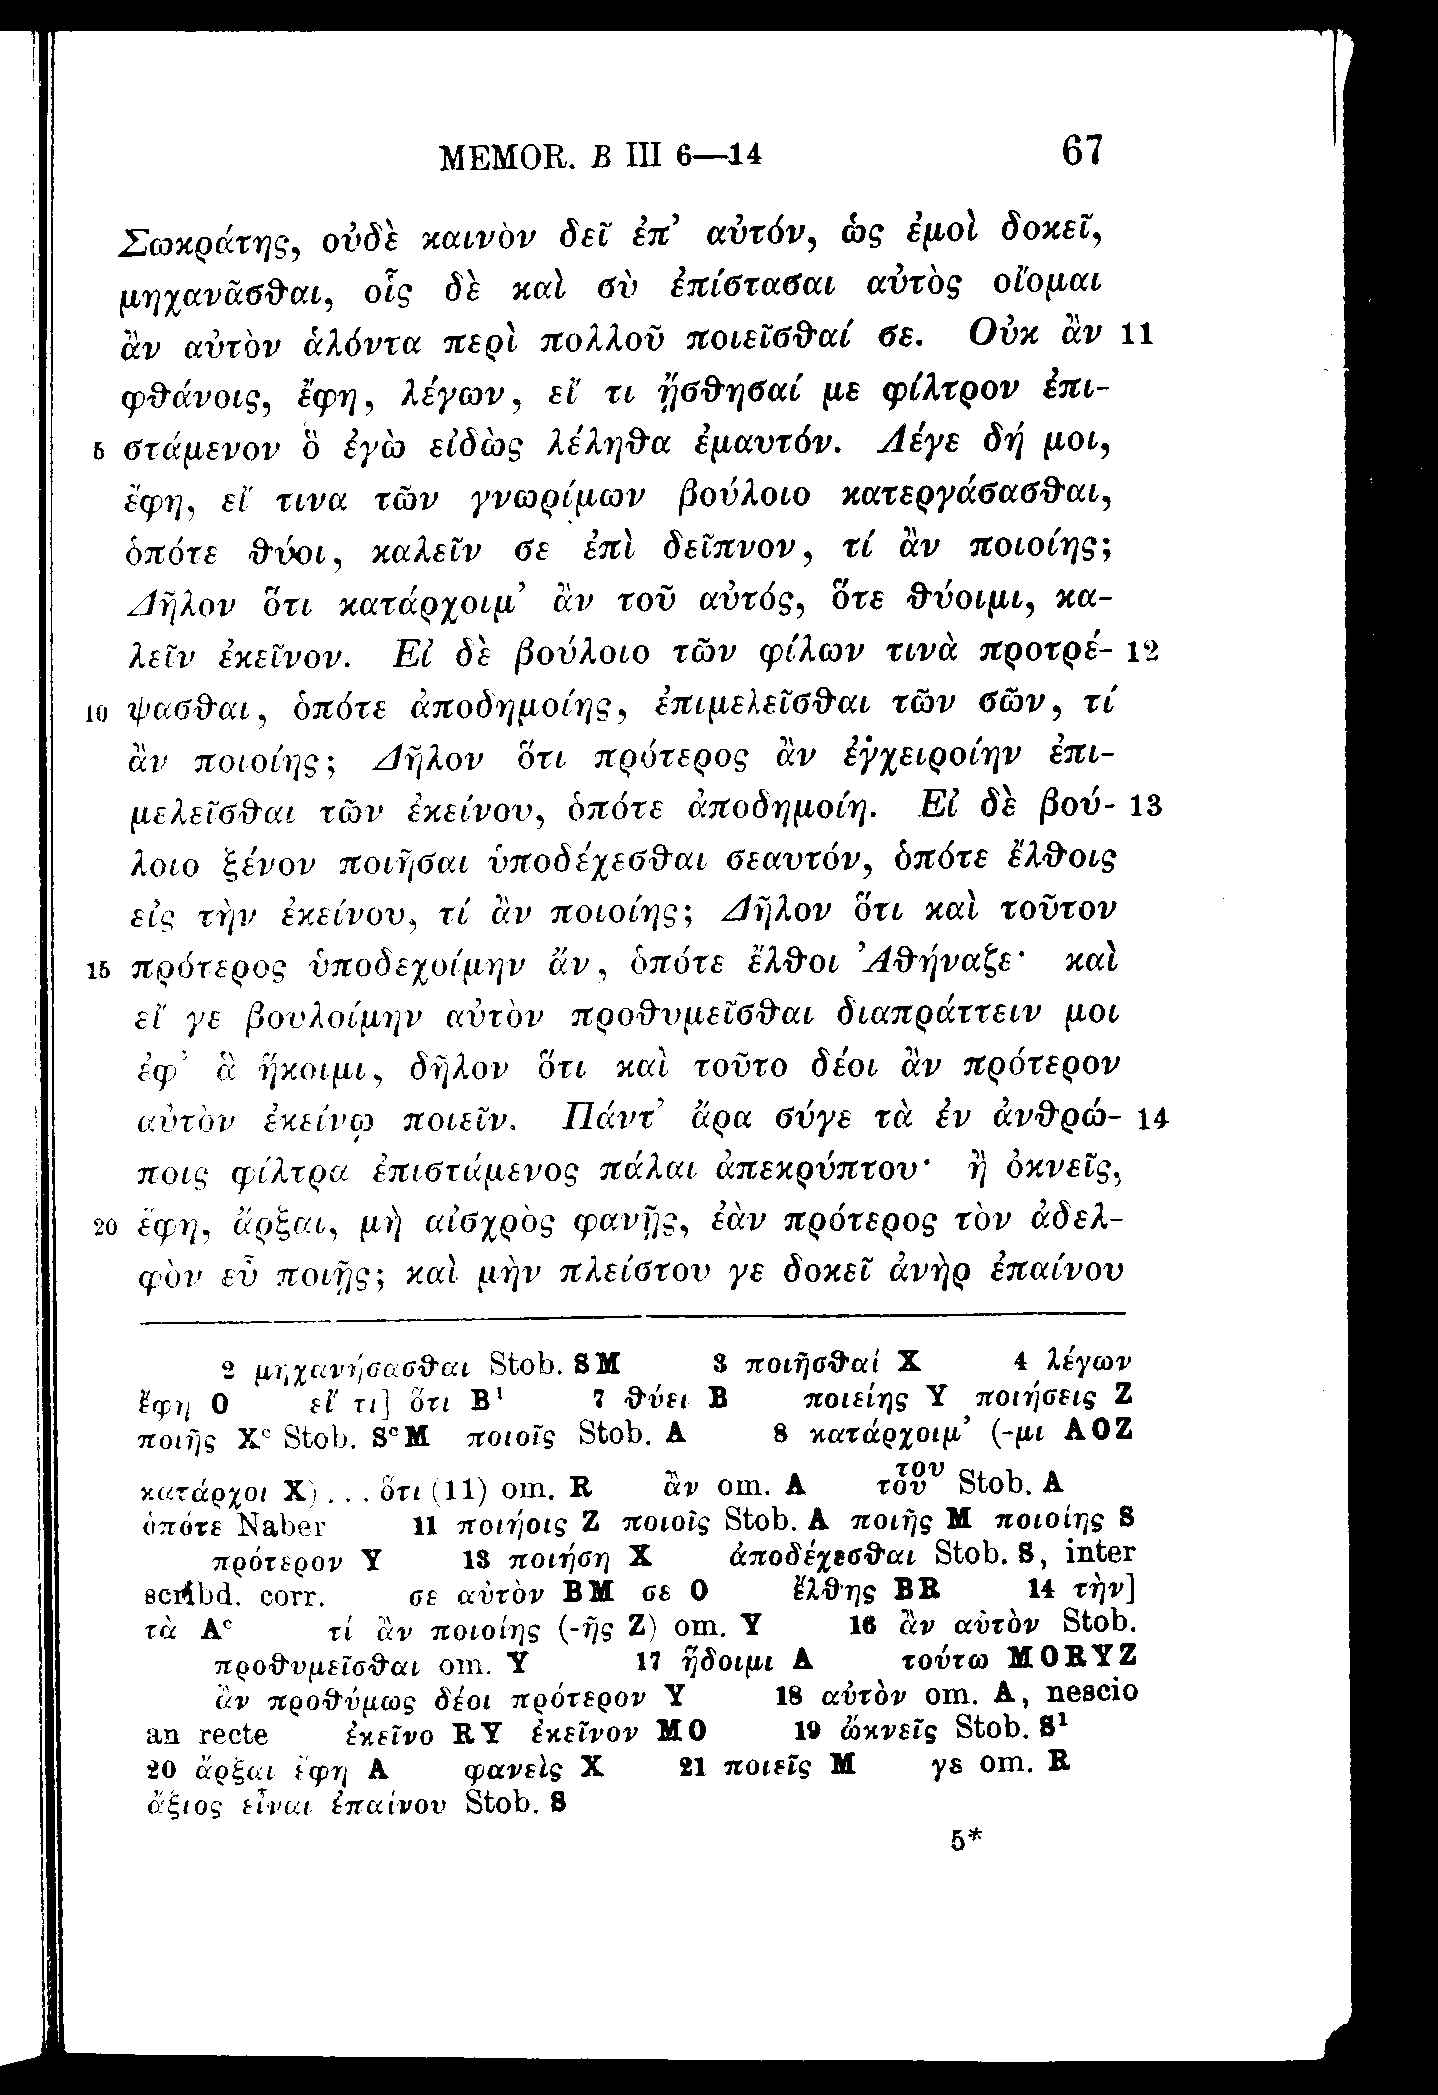 MEMOR. B III 6—14 67
Σωκράτης, οὐδὲ καινὸν δεῖ ἐπ’ αὐτόν, ὡς ἐμοὶ δοκεῖ,
μηχανᾶσθαι, οἷς δὲ καὶ σὺ ἐπίστασαι αὐτὸς οἴομαι
ἂν αὐτὸν ἁλόντα περὶ πολλοῦ ποιεῖσθαί σε. Οὐκ ἂν 11
φθάνοις, ἔφη, λέγων, εἴ τι ᾔσθησαί με φίλτρον ἐπι-
5 στάμενον ὃ ἐγὼ εἰδὼς λέληθα ἐμαυτόν. Λέγε δή μοι,
ἔφη, εἴ τινα τῶν γνωρίμων βούλοιο κατεργάσασθαι,
ὁπότε θύοι, καλεῖν σε ἐπὶ δεῖπνον, τί ἂν ποιοίης;
Δῆλον ὅτι κατάρχοιμ’ ἂν τοῦ αὐτός, ὅτε θύοιμι, κα-
λεῖν ἐκεῖνον. Εἰ δὲ βούλοιο τῶν φίλων τινὰ προτρέ- 12
10 ψασθαι, ὁπότε ἀποδημοίης, ἐπιμελεῖσθαι τῶν σῶν, τί
ἂν ποιοίης; Δῆλον ὅτι πρότερος ἂν ἐγχειροίην ἐπι-
μελεῖσθαι τῶν ἐκείνου, ὁπότε ἀποδημοίη. Εἰ δὲ βού- 13
λοιο ξένον ποιῆσαι ὑποδέχεσθαι σεαυτόν, ὁπότε ἔλθοις
εἰς τὴν ἐκείνου, τί ἂν ποιοίης; Δῆλον ὅτι καὶ τοῦτον
15 πρότερος ὑποδεχοίμην ἄν, ὁπότε ἔλθοι Ἀθήναζε· καὶ
εἴ γε βουλοίμην αὐτὸν προθυμεῖσθαι διαπράττειν μοι
ἐφ’ ἃ ἥκοιμι, δῆλον ὅτι καὶ τοῦτο δέοι ἂν πρότερον
αὐτὸν ἐκείνῳ ποιεῖν. Πάντ’ ἄρα σύγε τὰ ἐν ἀνθρώ- 14
ποις φίλτρα ἐπιστάμενος πάλαι ἀπεκρύπτου· ἢ ὀκνεῖς,
20 ἔφη, ἄρξαι, μὴ αἰσχρὸς φανῇς, ἐὰν πρότερος τὸν ἀδελ-
φὸν εὖ ποιῇς; καὶ μὴν πλείστου γε δοκεῖ ἀνὴρ ἐπαίνου
2 μηχανήσασθαι Stob. SM 3 ποιῆσθαί X 4 λέγων
ἔφη O εἴ τι] ὅτι B¹ 7 θύει B ποιείης Y ποιήσεις Z
ποιῇς Xᶜ Stob. SᶜM ποιοῖς Stob. A 8 κατάρχοιμ’ (-μι AOZ
κατάρχοι X) . . . ὅτι (11) om. R ἂν om. A τοῦ του Stob. A
ὁπότε Naber 11 ποιήοις Z ποιοῖς Stob. A ποιῆς M ποιοίης S
πρότερον Y 13 ποιήση X ἀποδέχεσθαι Stob. S, inter
scribd. corr. σε αὐτὸν BM σε O ἔλθης BR 14 τὴν]
τὰ Aᶜ τί ἂν ποιοίης (-ῆς Z) om. Y 16 ἂν αὐτὸν Stob.
προθυμεῖσθαι om. Y 17 ἥδοιμι A τούτω MORYZ
ἂν προθύμως δέοι πρότερον Y 18 αὐτὸν om. A, nescio
an recte ἐκεῖνο RY ἐκεῖνον MO 19 ὤκνεῖς Stob. S¹
20 ἄρξαι ἔφη A φανεὶς X 21 ποιεῖς M γε om. R
ἄξιος εἶναι ἐπαίνου Stob. S
5*